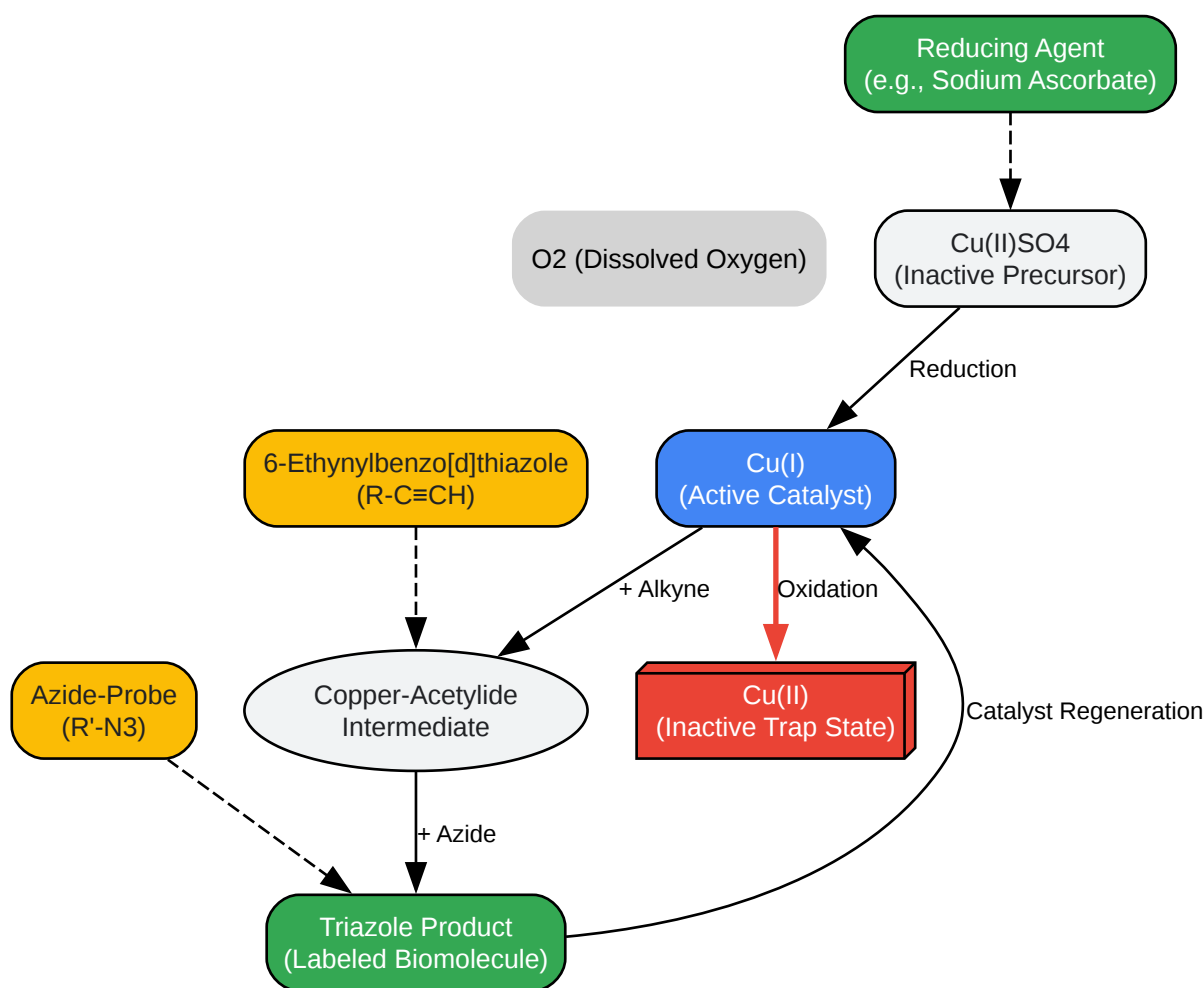 Reducing Agent
(e.g., Sodium Ascorbate)
O2 (Dissolved Oxygen)
Cu(II)SO4
(Inactive Precursor)
Reduction
6-Ethynylbenzo[d]thiazole
(R-C≡CH)
Cu(I)
(Active Catalyst)
+ Alkyne
Oxidation
Azide-Probe
(R'-N3)
Copper-Acetylide
Intermediate
Cu(II)
(Inactive Trap State)
Catalyst Regeneration
+ Azide
Triazole Product
(Labeled Biomolecule)